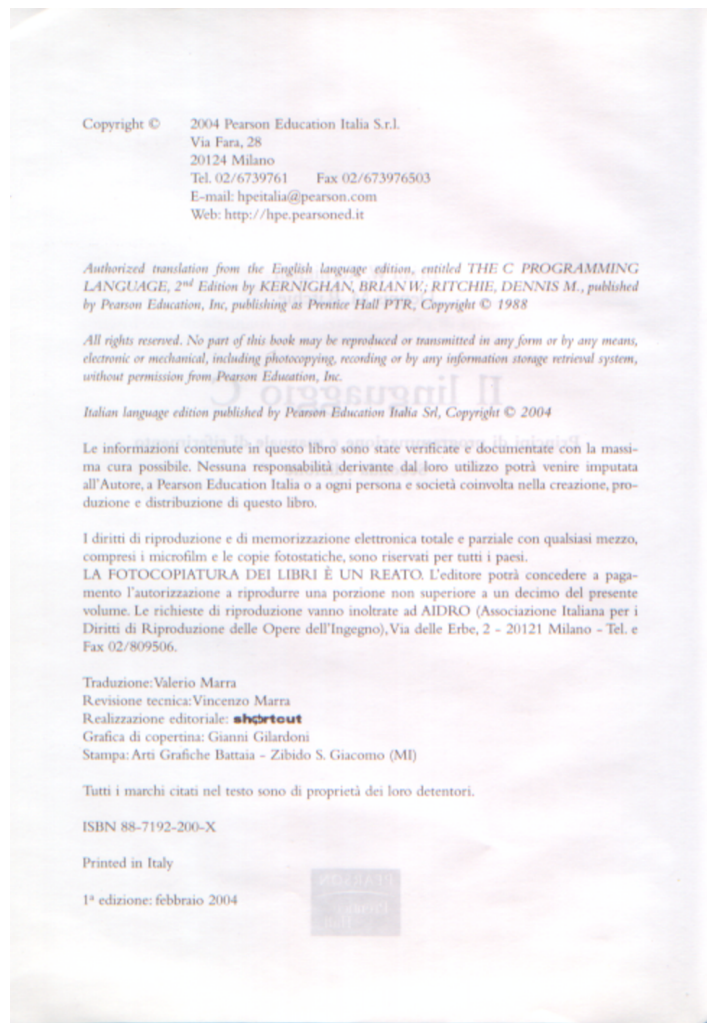 Copyright © 2004 Pearson Education Italia S.r.l.
Via Fara, 28
20124 Milano
Tel. 02/6739761 Fax 02/673976503
E-mail: hpeitalia@pearson.com
Web: http://hpe.pearsoned.it
Authorized translation from the English language edition, entitled THE C PROGRAMMING
LANGUAGE, 2nd Edition by KERNIGHAN, BRIAN W.; RITCHIE, DENNIS M., published
by Pearson Education, Inc, publishing as Prentice Hall PTR, Copyright © 1988
All rights reserved. No part of this book may be reproduced or transmitted in any form or by any means,
electronic or mechanical, including photocopying, recording or by any information storage retrieval system,
without permission from Pearson Education, Inc.
Il linguaggio C
Italian language edition published by Pearson Education Italia Srl, Copyright © 2004
Principi di programmazione e manuale di riferimento
Le informazioni contenute in questo libro sono state verificate e documentate con la massi-
ma cura possibile. Nessuna responsabilità derivante dal loro utilizzo potrà venire imputata
all'Autore, a Pearson Education Italia o a ogni persona e società coinvolta nella creazione, pro-
duzione e distribuzione di questo libro.
I diritti di riproduzione e di memorizzazione elettronica totale e parziale con qualsiasi mezzo,
compresi i microfilm e le copie fotostatiche, sono riservati per tutti i paesi.
LA FOTOCOPIATURA DEI LIBRI È UN REATO. L'editore potrà concedere a paga-
mento l'autorizzazione a riprodurre una porzione non superiore a un decimo del presente
volume. Le richieste di riproduzione vanno inoltrate ad AIDRO (Associazione Italiana per i
Diritti di Riproduzione delle Opere dell'Ingegno), Via delle Erbe, 2 - 20121 Milano - Tel. e
Fax 02/809506.
Traduzione: Valerio Marra
Revisione tecnica: Vincenzo Marra
Realizzazione editoriale: shortout
Grafica di copertina: Gianni Gilardoni
Stampa: Arti Grafiche Battaia - Zibido S. Giacomo (MI)
Tutti i marchi citati nel testo sono di proprietà dei loro detentori.
ISBN 88-7192-200-X
Printed in Italy
PEARSON
1ª edizione: febbraio 2004
Prentice
Hall